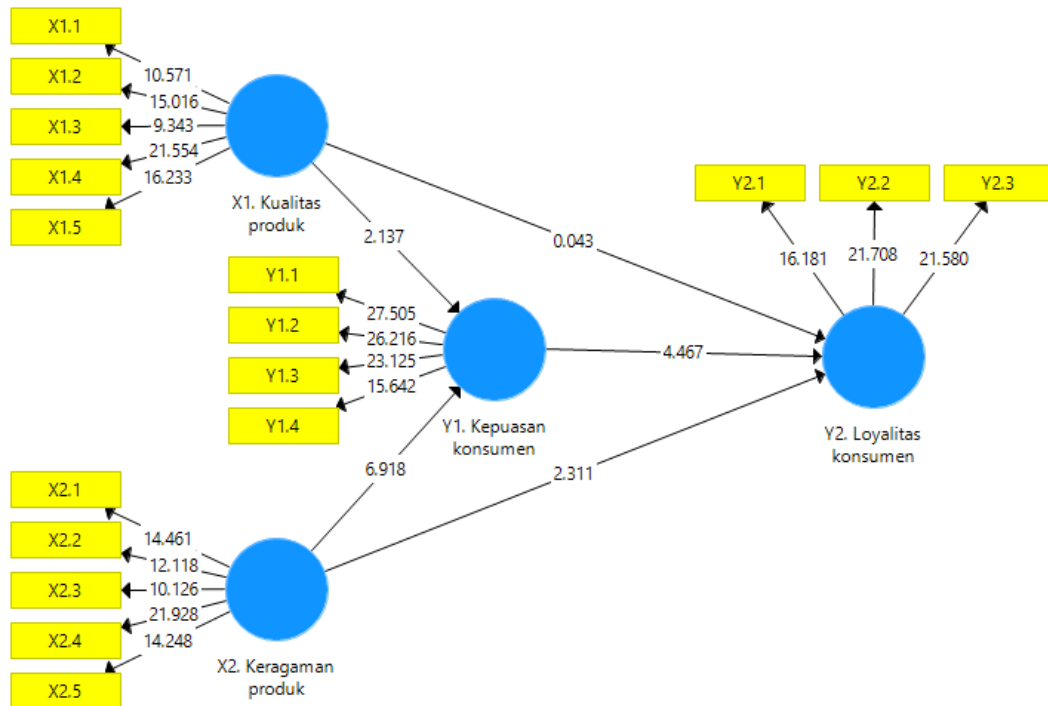 X1.1
X1.2
X1.3
X1.4
X1.5
10.571
15.016
9.343
21.554
16.233
X1. Kualitas
produk
2.137
0.043
Y2.1
Y2.2
Y2.3
16.181
21.708
21.580
Y1.1
Y1.2
Y1.3
Y1.4
27.505
26.216
23.125
15.642
Y1. Kepuasan
konsumen
4.467
Y2. Loyalitas
konsumen
6.918
2.311
X2.1
X2.2
X2.3
X2.4
X2.5
14.461
12.118
10.126
21.928
14.248
X2. Keragaman
produk